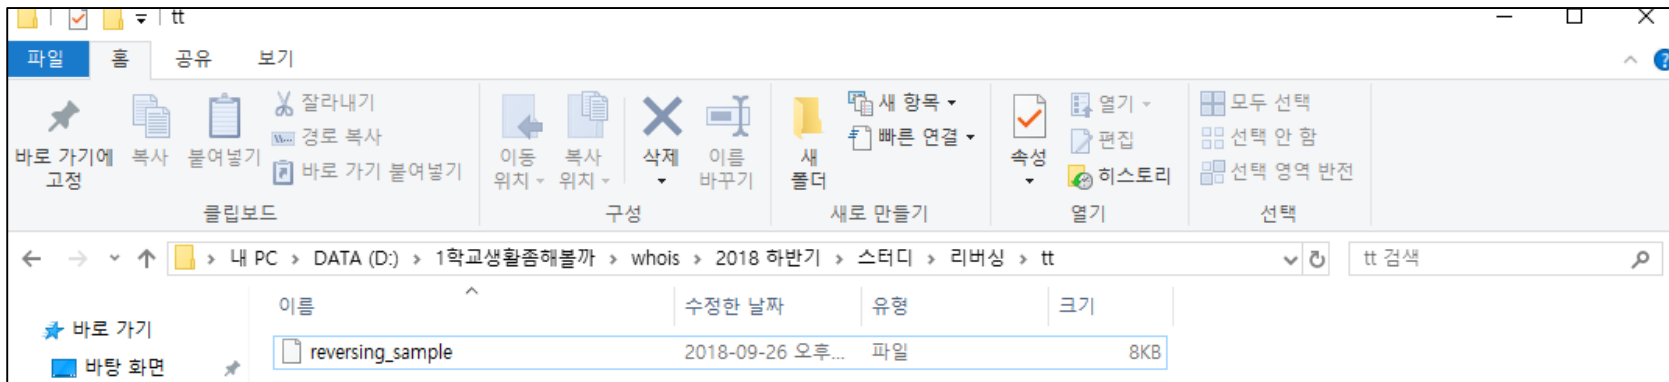 tt
파일 홈 공유 보기
바로 가기에 고정
복사
붙여넣기
잘라내기
경로 복사
바로 가기 붙여넣기
클립보드
이동 위치
복사 위치
삭제
이름 바꾸기
구성
새 폴더
새 항목
빠른 연결
새로 만들기
속성
열기
편집
히스토리
열기
모두 선택
선택 안 함
선택 영역 반전
선택
내 PC > DATA (D:) > 1학교생활좀해볼까 > whois > 2018 하반기 > 스터디 > 리버싱 > tt
tt 검색
이름 수정한 날짜 유형 크기
바로 가기
바탕 화면
reversing_sample 2018-09-26 오후... 파일 8KB